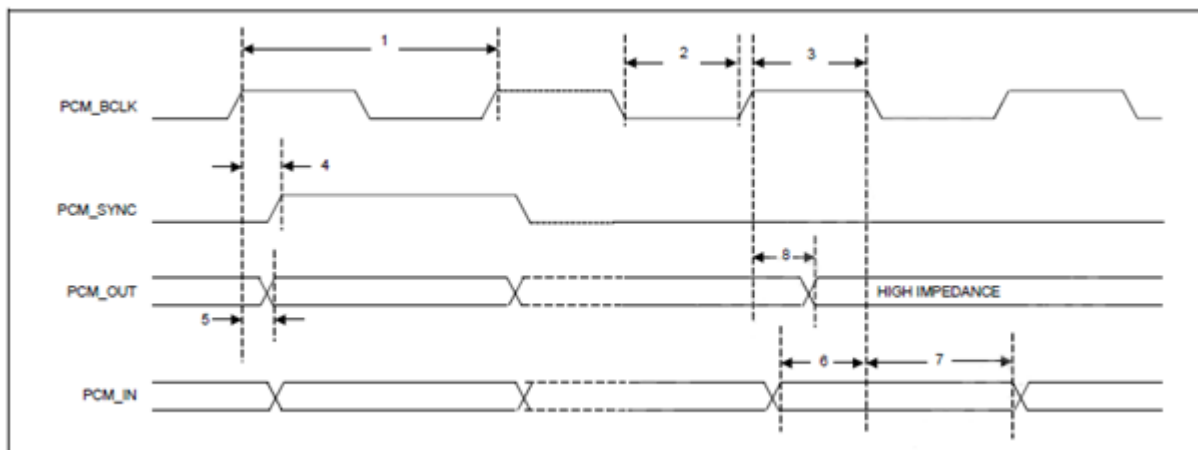 1
2
3
PCM_BCLK
4
PCM_SYNC
8
PCM_OUT
HIGH IMPEDANCE
5
6
7
PCM_IN